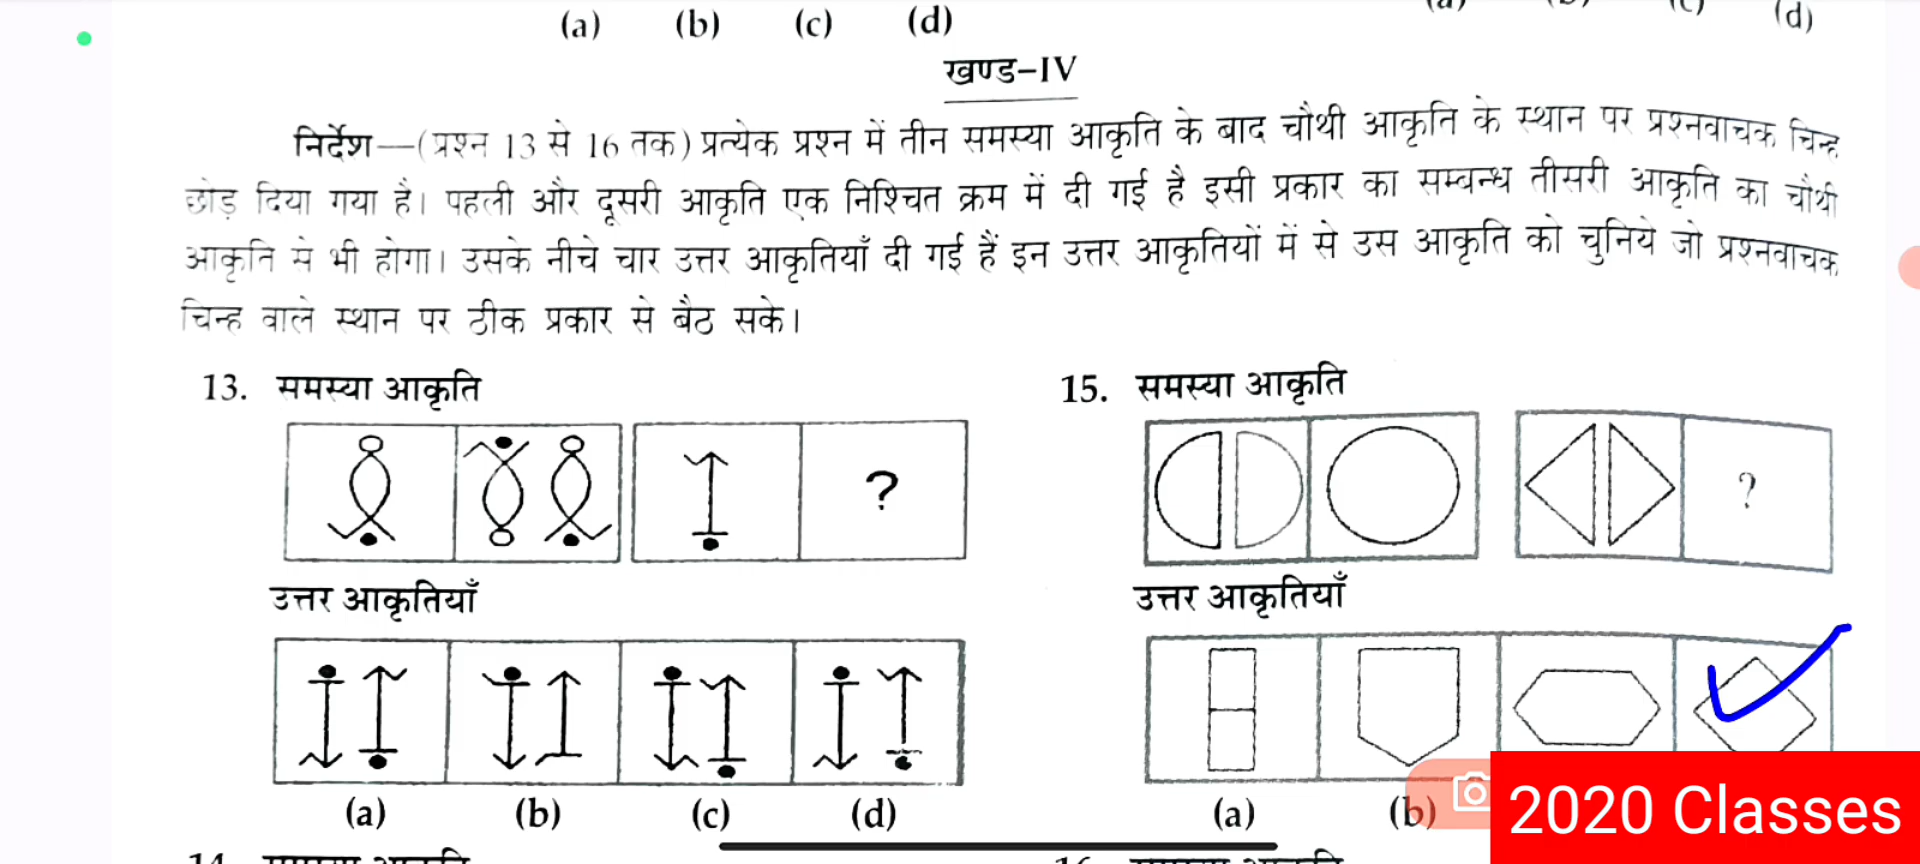 (a) (b) (c) (d)
(d)
खण्ड-IV
निर्देश—(प्रश्न 13 से 16 तक) प्रत्येक प्रश्न में तीन समस्या आकृति के बाद चौथी आकृति के स्थान पर प्रश्नवाचक चिन्ह
छोड़ दिया गया है। पहली और दूसरी आकृति एक निश्चित क्रम में दी गई है इसी प्रकार का सम्बन्ध तीसरी आकृति का चौथी
आकृति से भी होगा। उसके नीचे चार उत्तर आकृतियाँ दी गई हैं इन उत्तर आकृतियों में से उस आकृति को चुनिये जो प्रश्नवाचक
चिन्ह वाले स्थान पर ठीक प्रकार से बैठ सके।
13. समस्या आकृति
?
उत्तर आकृतियाँ
(a) (b) (c) (d)
15. समस्या आकृति
?
उत्तर आकृतियाँ
(a) (b)
2020 Classes